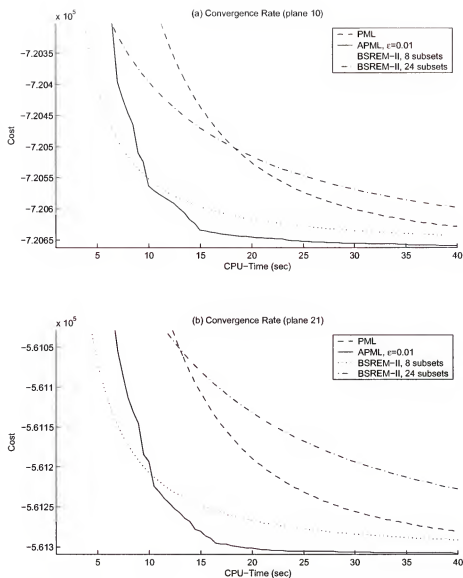 x 10⁵
(a) Convergence Rate (plane 10)
PML
APML, ε=0.01
BSREM-II, 8 subsets
BSREM-II, 24 subsets
−7.2035
−7.204
−7.2045
−7.205
−7.2055
−7.206
−7.2065
Cost
5 10 15 20 25 30 35 40
CPU-Time (sec)
x 10⁵
(b) Convergence Rate (plane 21)
PML
APML, ε=0.01
BSREM-II, 8 subsets
BSREM-II, 24 subsets
−5.6105
−5.611
−5.6115
−5.612
−5.6125
−5.613
Cost
5 10 15 20 25 30 35 40
CPU-Time (sec)